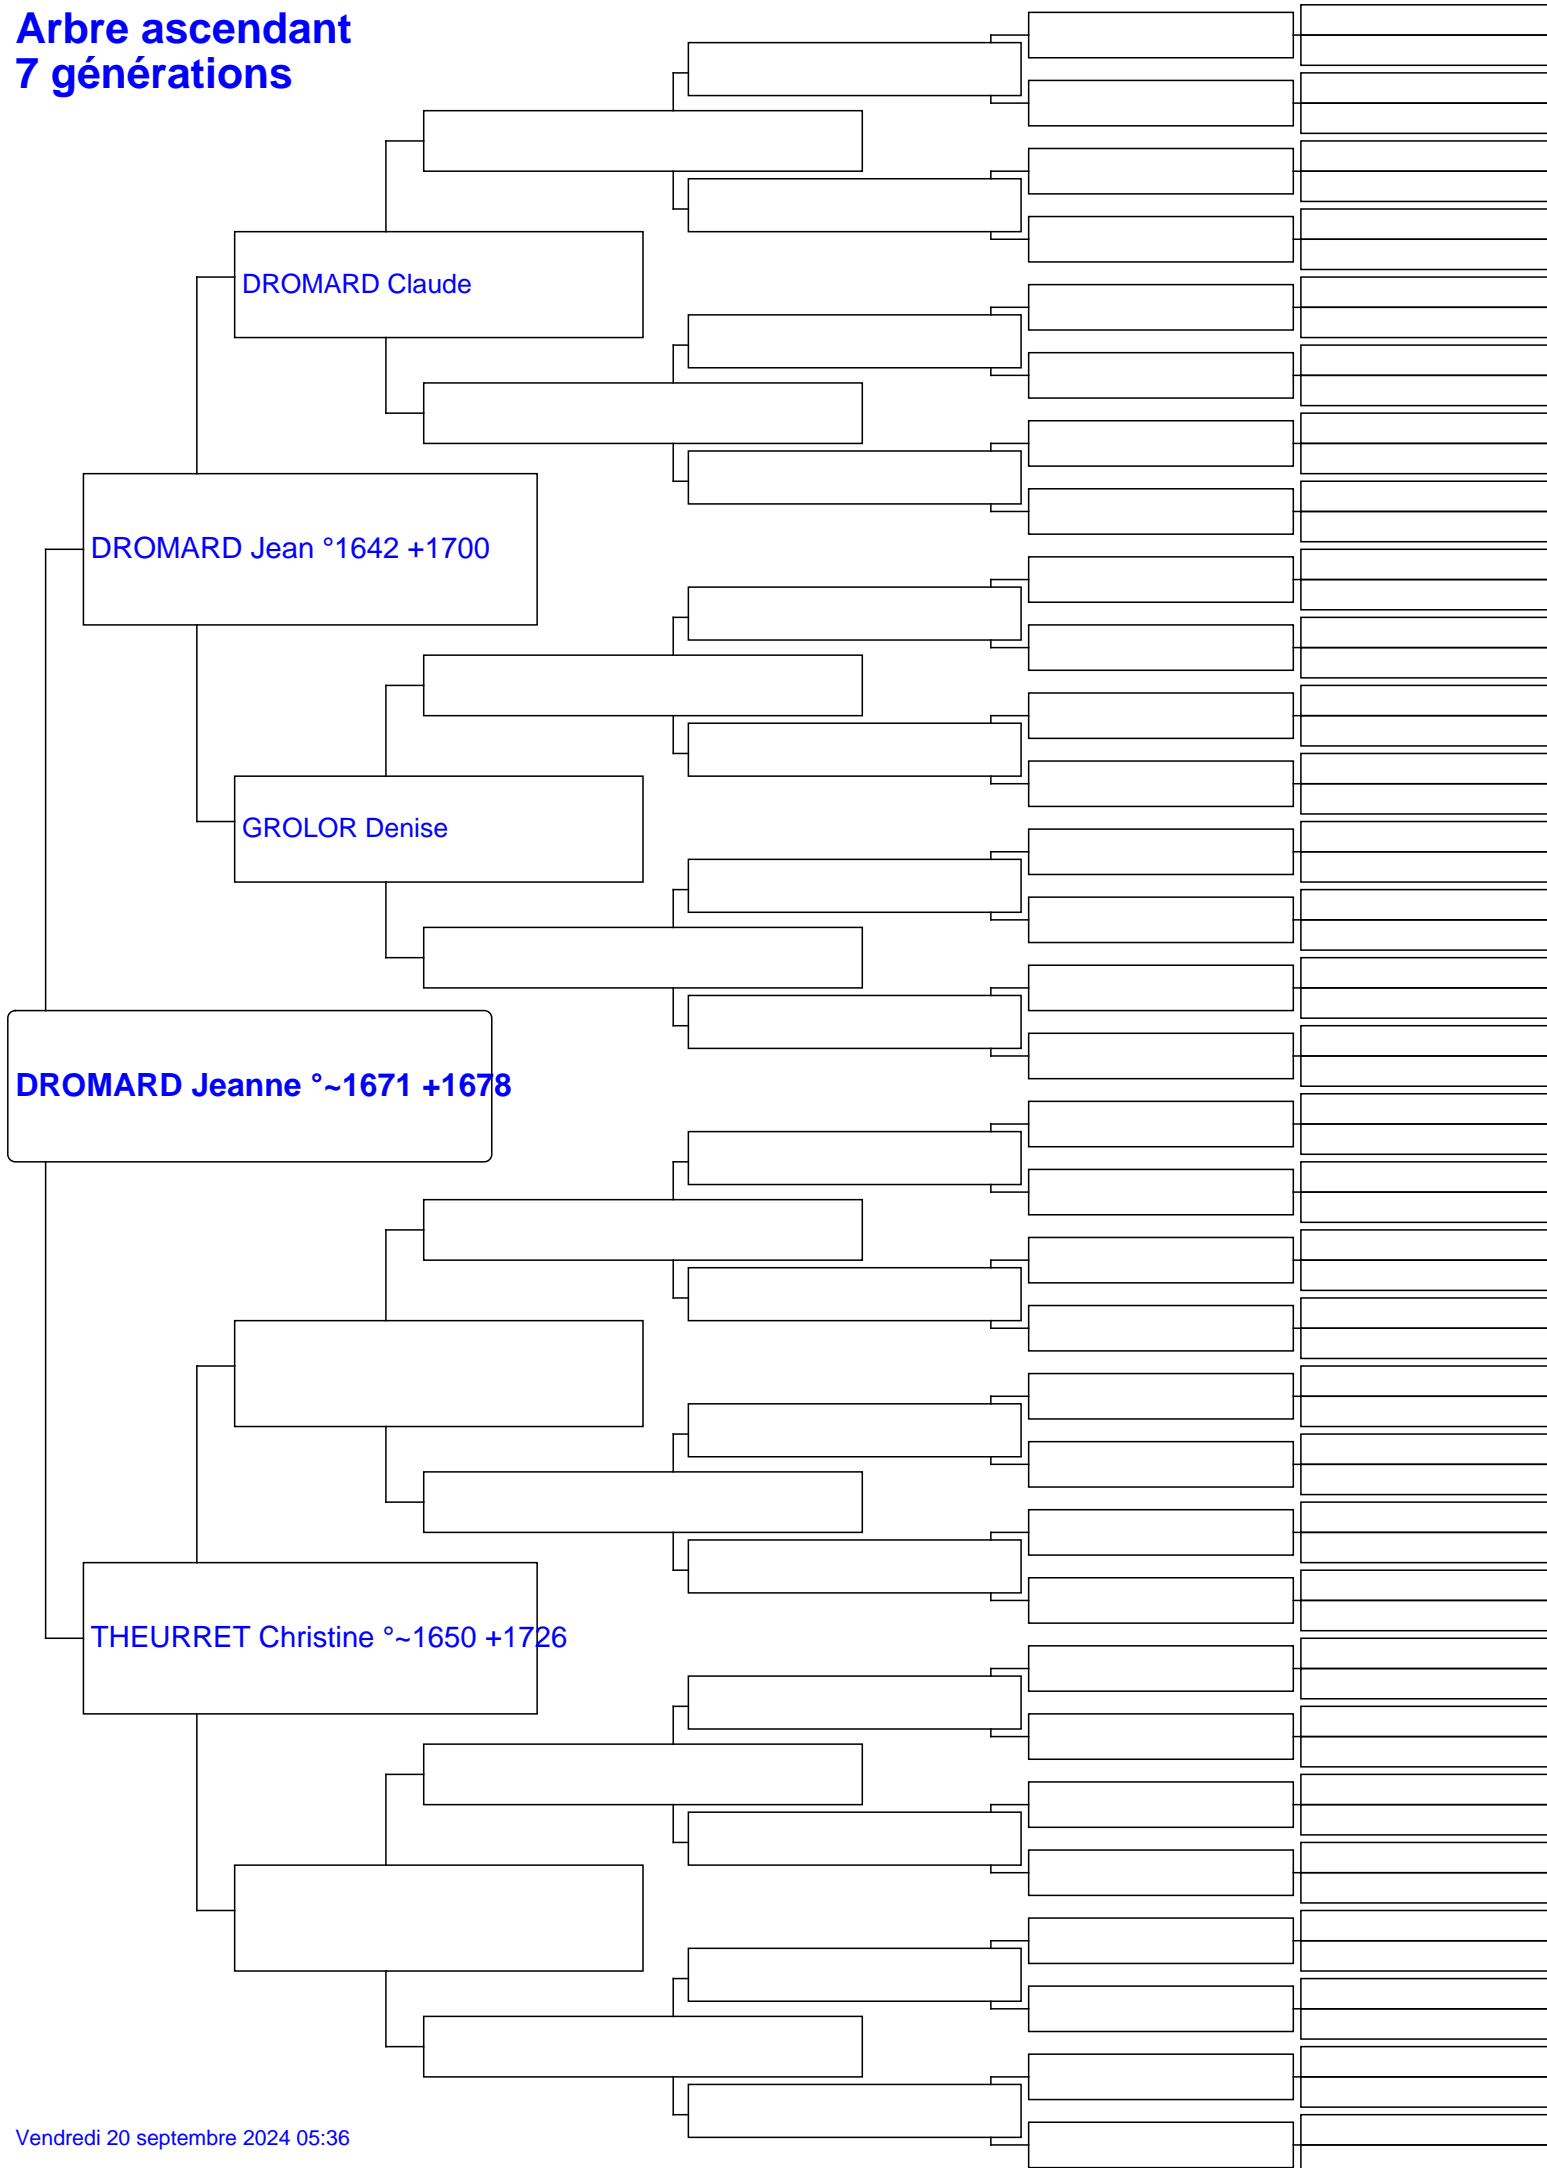 Arbre ascendant
7 générations
DROMARD Claude
DROMARD Jean °1642 +1700
GROLOR Denise
DROMARD Jeanne °~1671 +1678
THEURRET Christine °~1650 +1726
Vendredi 20 septembre 2024 05:36